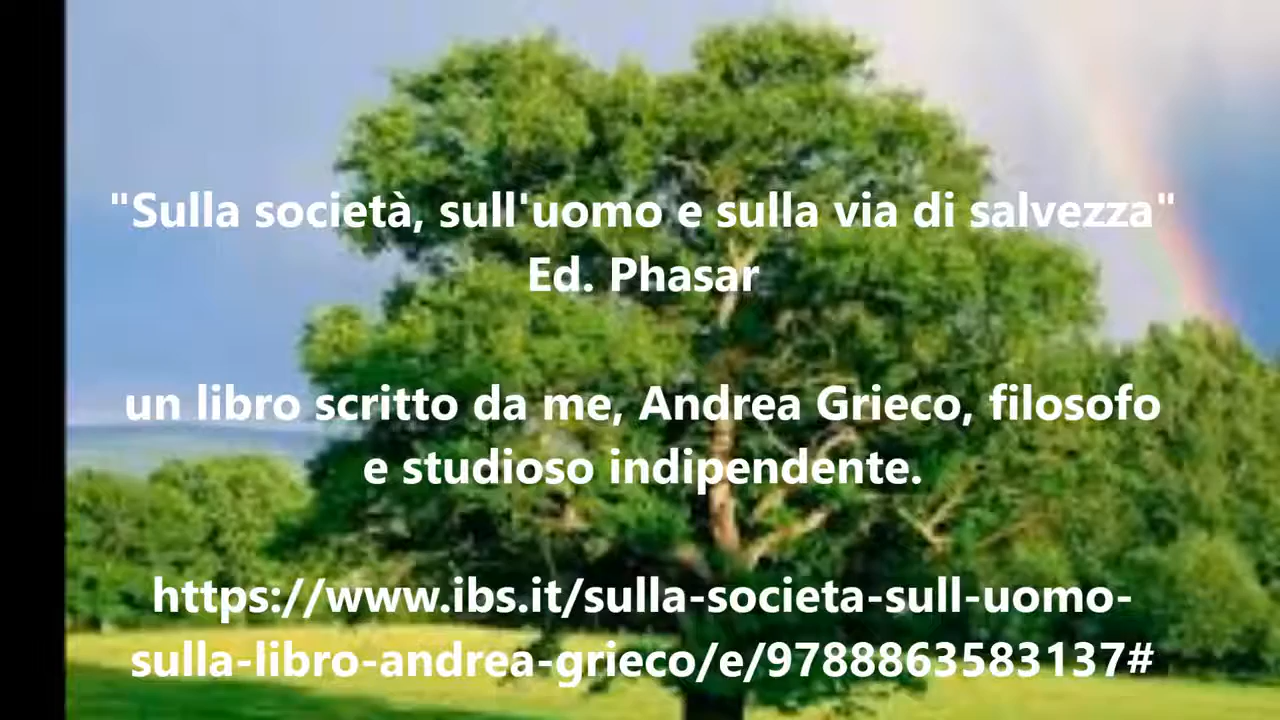 "Sulla società, sull'uomo e sulla via di salvezza"
Ed. Phasar
un libro scritto da me, Andrea Grieco, filosofo
e studioso indipendente.
https://www.ibs.it/sulla-societa-sull-uomo-
sulla-libro-andrea-grieco/e/9788863583137#